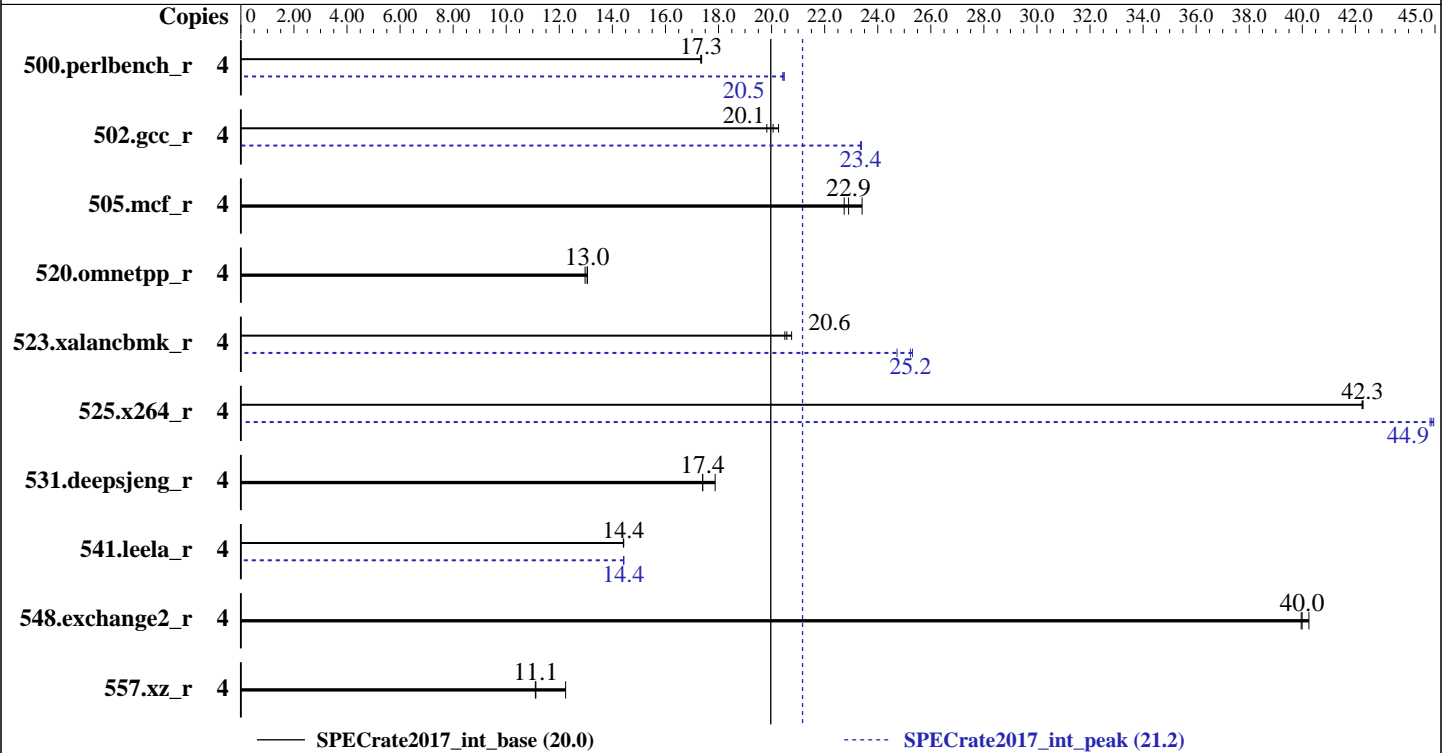 Copies 0 2.00 4.00 6.00 8.00 10.0 12.0 14.0 16.0 18.0 20.0 22.0 24.0 26.0 28.0 30.0 32.0 34.0 36.0 38.0 40.0 42.0 45.0
17.3
500.perlbench_r 4
20.5
20.1
502.gcc_r 4
23.4
22.9
505.mcf_r 4
13.0
520.omnetpp_r 4
20.6
523.xalancbmk_r 4
25.2
42.3
525.x264_r 4
44.9
17.4
531.deepsjeng_r 4
14.4
541.leela_r 4
14.4
40.0
548.exchange2_r 4
11.1
557.xz_r 4
SPECrate2017_int_base (20.0) SPECrate2017_int_peak (21.2)